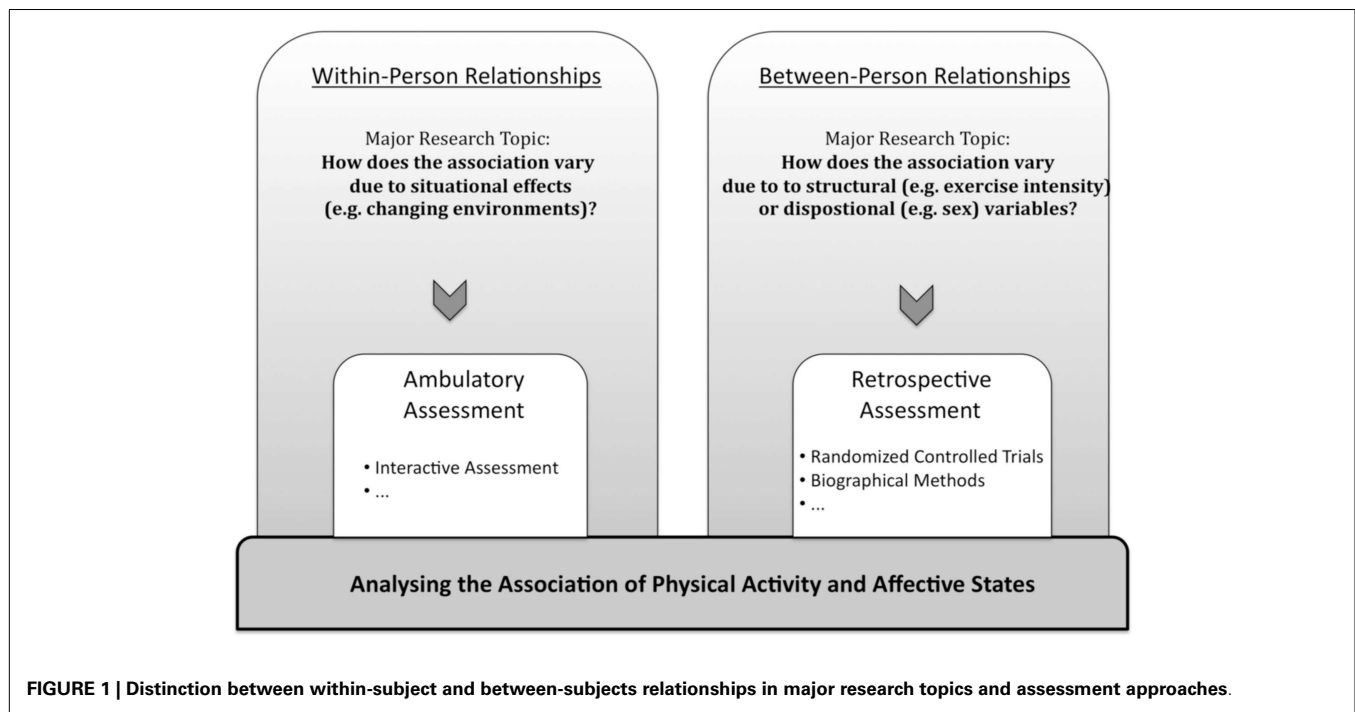 Within-Person Relationships
Major Research Topic:
How does the association vary
due to situational effects
(e.g. changing environments)?
Ambulatory
Assessment
• Interactive Assessment
• ...
Between-Person Relationships
Major Research Topic:
How does the association vary
due to to structural (e.g. exercise intensity)
or dispostional (e.g. sex) variables?
Retrospective
Assessment
• Randomized Controlled Trials
• Biographical Methods
• ...
Analysing the Association of Physical Activity and Affective States
FIGURE 1 | Distinction between within-subject and between-subjects relationships in major research topics and assessment approaches.